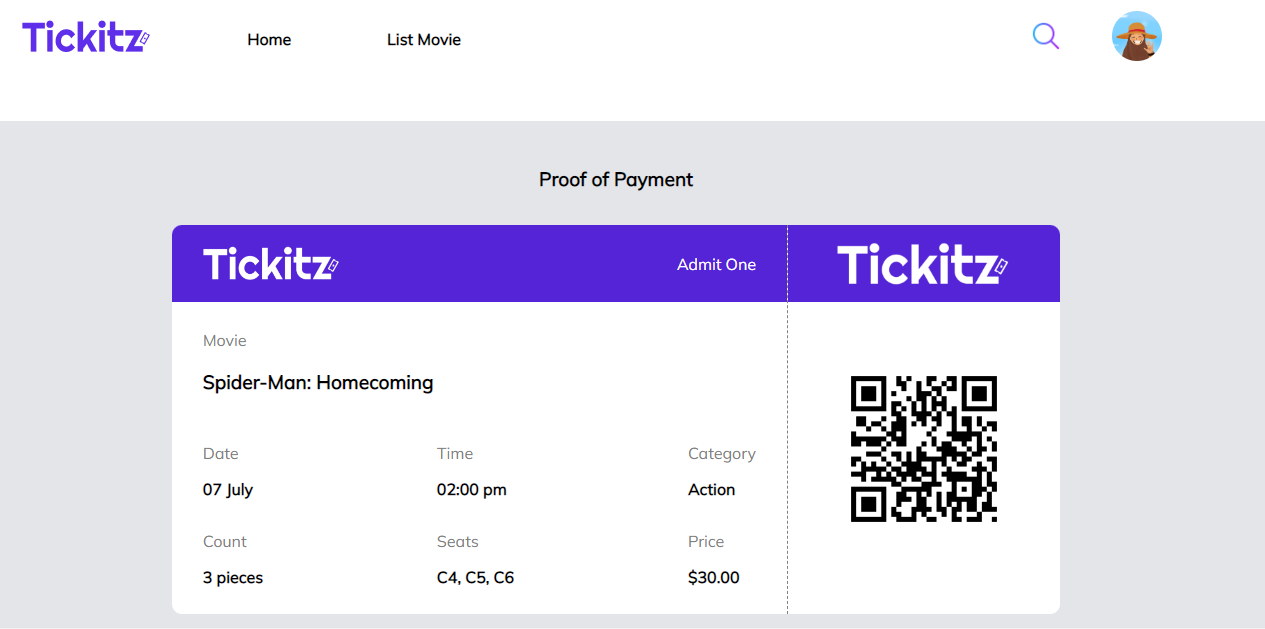 Tickitz Home List Movie
Proof of Payment
Tickitz Admit One Tickitz
Movie
Spider-Man: Homecoming
Date Time Category
07 July 02:00 pm Action
Count Seats Price
3 pieces C4, C5, C6 $30.00